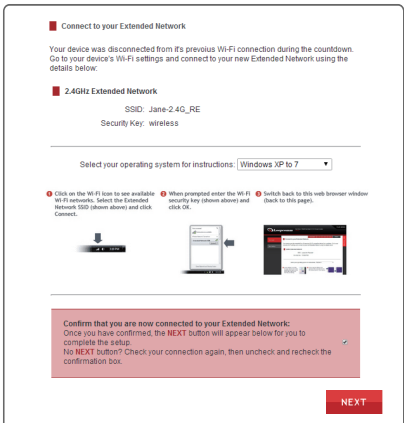 Connect to your Extended Network
Your device was disconnected from it's prevoius Wi-Fi connection during the countdown.
Go to your device's Wi-Fi settings and connect to your new Extended Network using the
details below:
2.4GHz Extended Network
SSID: Jane-2.4G_RE
Security Key: wireless
Select your operating system for instructions: Windows XP to 7
1 Click on the Wi-Fi icon to see available
Wi-Fi networks. Select the Extended
Network SSID (shown above) and click
Connect.
2 When prompted enter the Wi-Fi
security key (shown above) and
click OK.
3 Switch back to this web browser window
(back to this page).
Confirm that you are now connected to your Extended Network:
Once you have confirmed, the NEXT button will appear below for you to
complete the setup.
No NEXT button? Check your connection again, then uncheck and recheck the
confirmation box.
NEXT